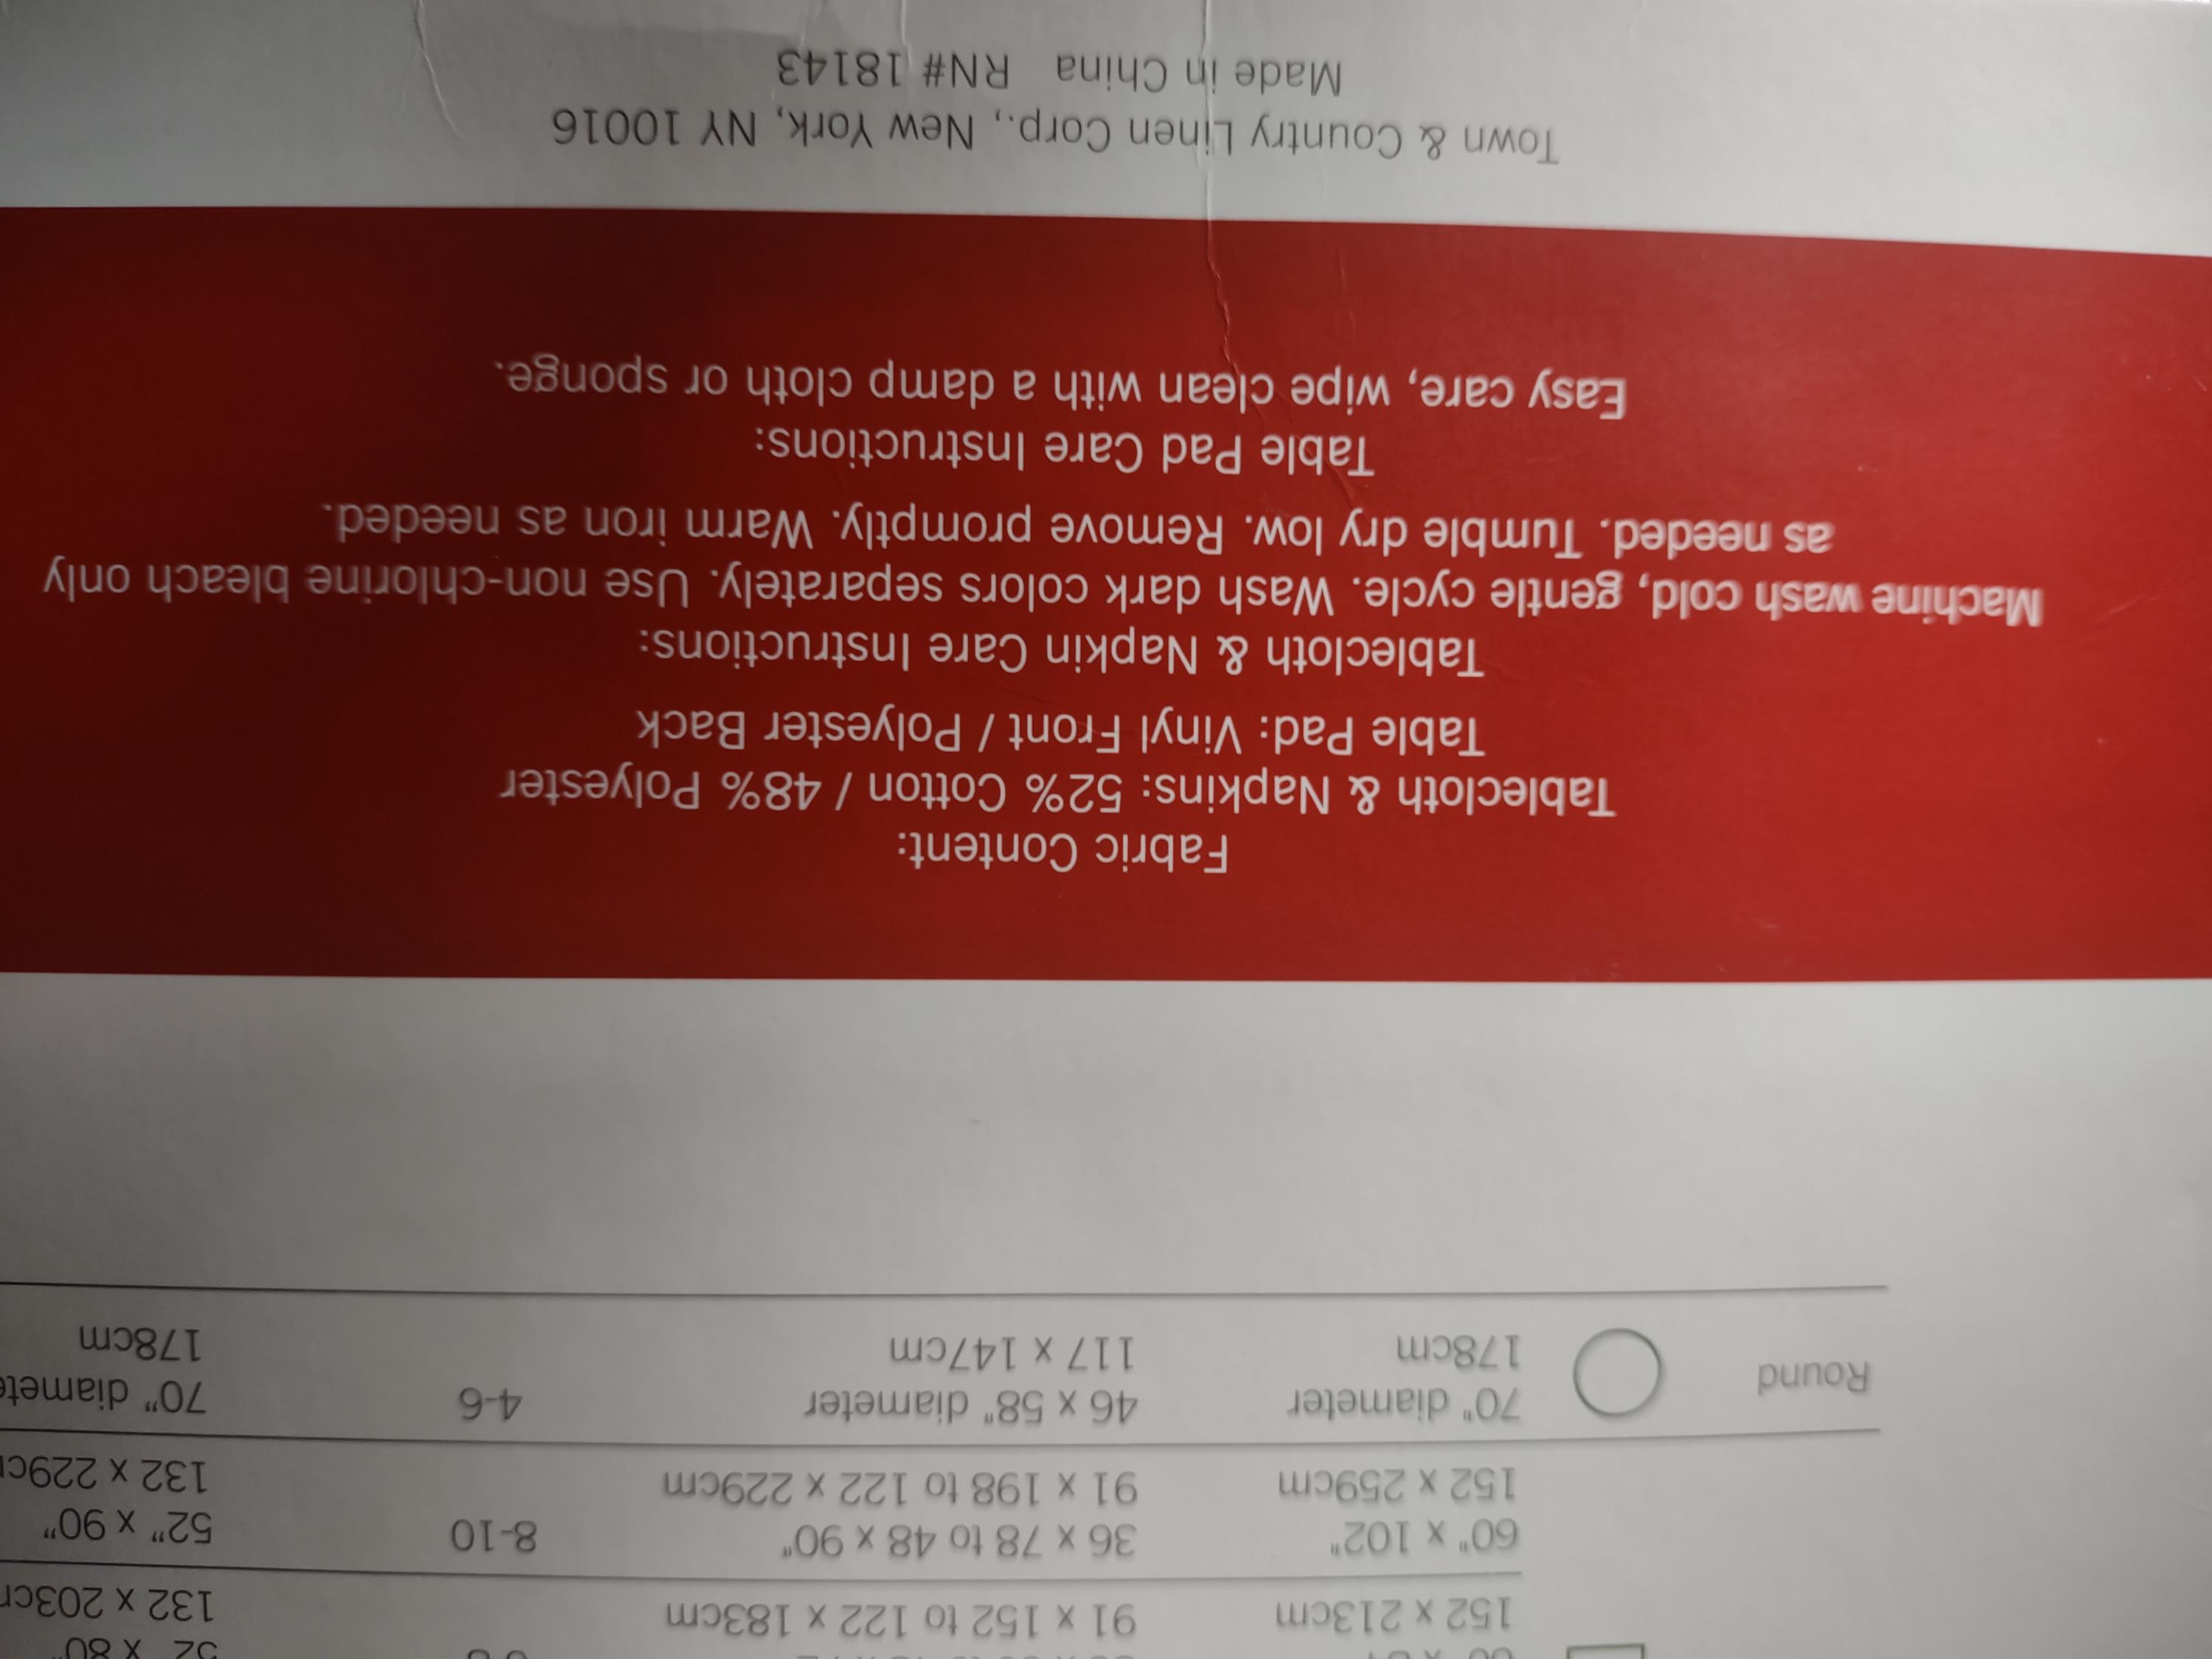 152 x 213cm 91 x 152 to 122 x 183cm 132 x 203c
60" x 102" 36 x 78 to 48 x 90" 8-10 52" x 90"
152 x 259cm 91 x 198 to 122 x 229cm 132 x 229c
Round 70" diameter 46 x 58" diameter 4-6 70" diamete
178cm 117 x 147cm 178cm
Fabric Content:
Tablecloth & Napkins: 52% Cotton / 48% Polyester
Table Pad: Vinyl Front / Polyester Back
Tablecloth & Napkin Care Instructions:
Machine wash cold, gentle cycle. Wash dark colors separately. Use non-chlorine bleach only
as needed. Tumble dry low. Remove promptly. Warm iron as needed.
Table Pad Care Instructions:
Easy care, wipe clean with a damp cloth or sponge.
Town & Country Linen Corp., New York, NY 10016
Made in China RN# 18143